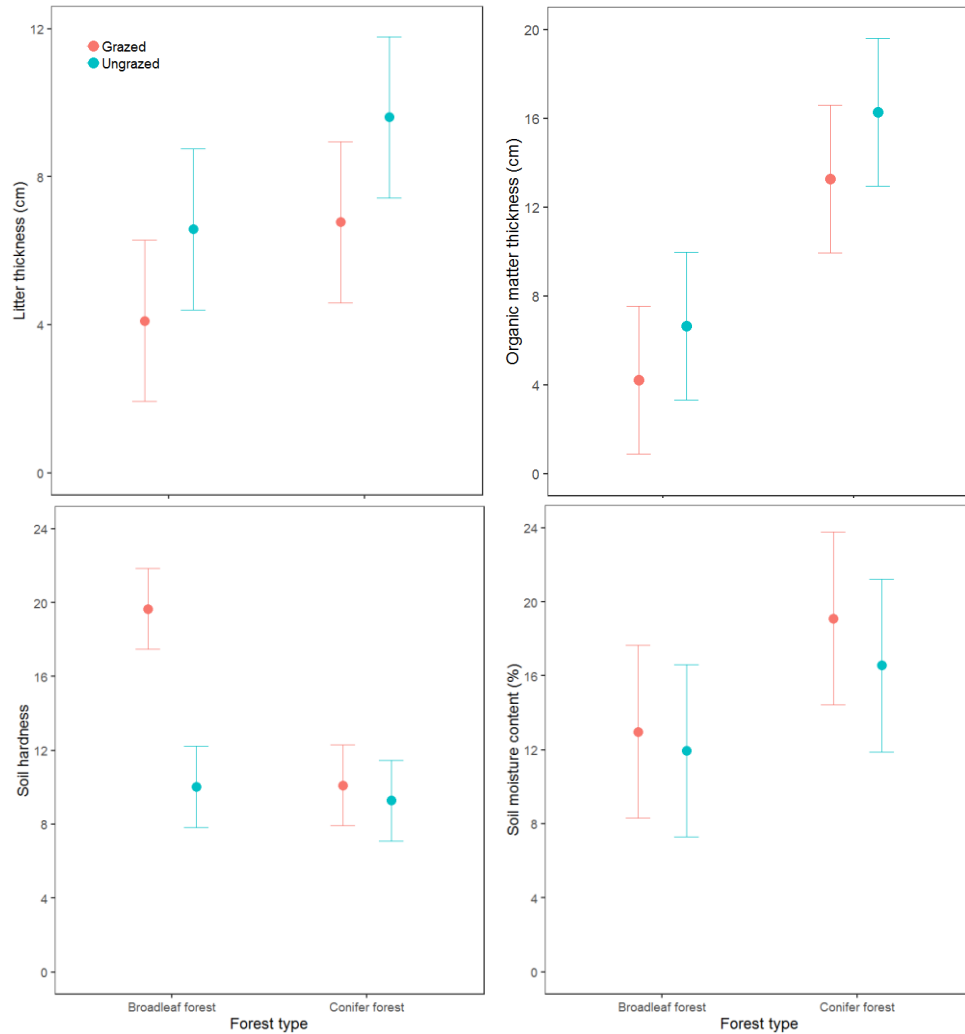 Litter thickness (cm)
12
8
4
0
Grazed
Ungrazed
Organic matter thickness (cm)
20
16
12
8
4
0
Soil hardness
24
20
16
12
8
4
0
Broadleaf forest
Conifer forest
Forest type
Soil moisture content (%)
24
20
16
12
8
4
0
Broadleaf forest
Conifer forest
Forest type